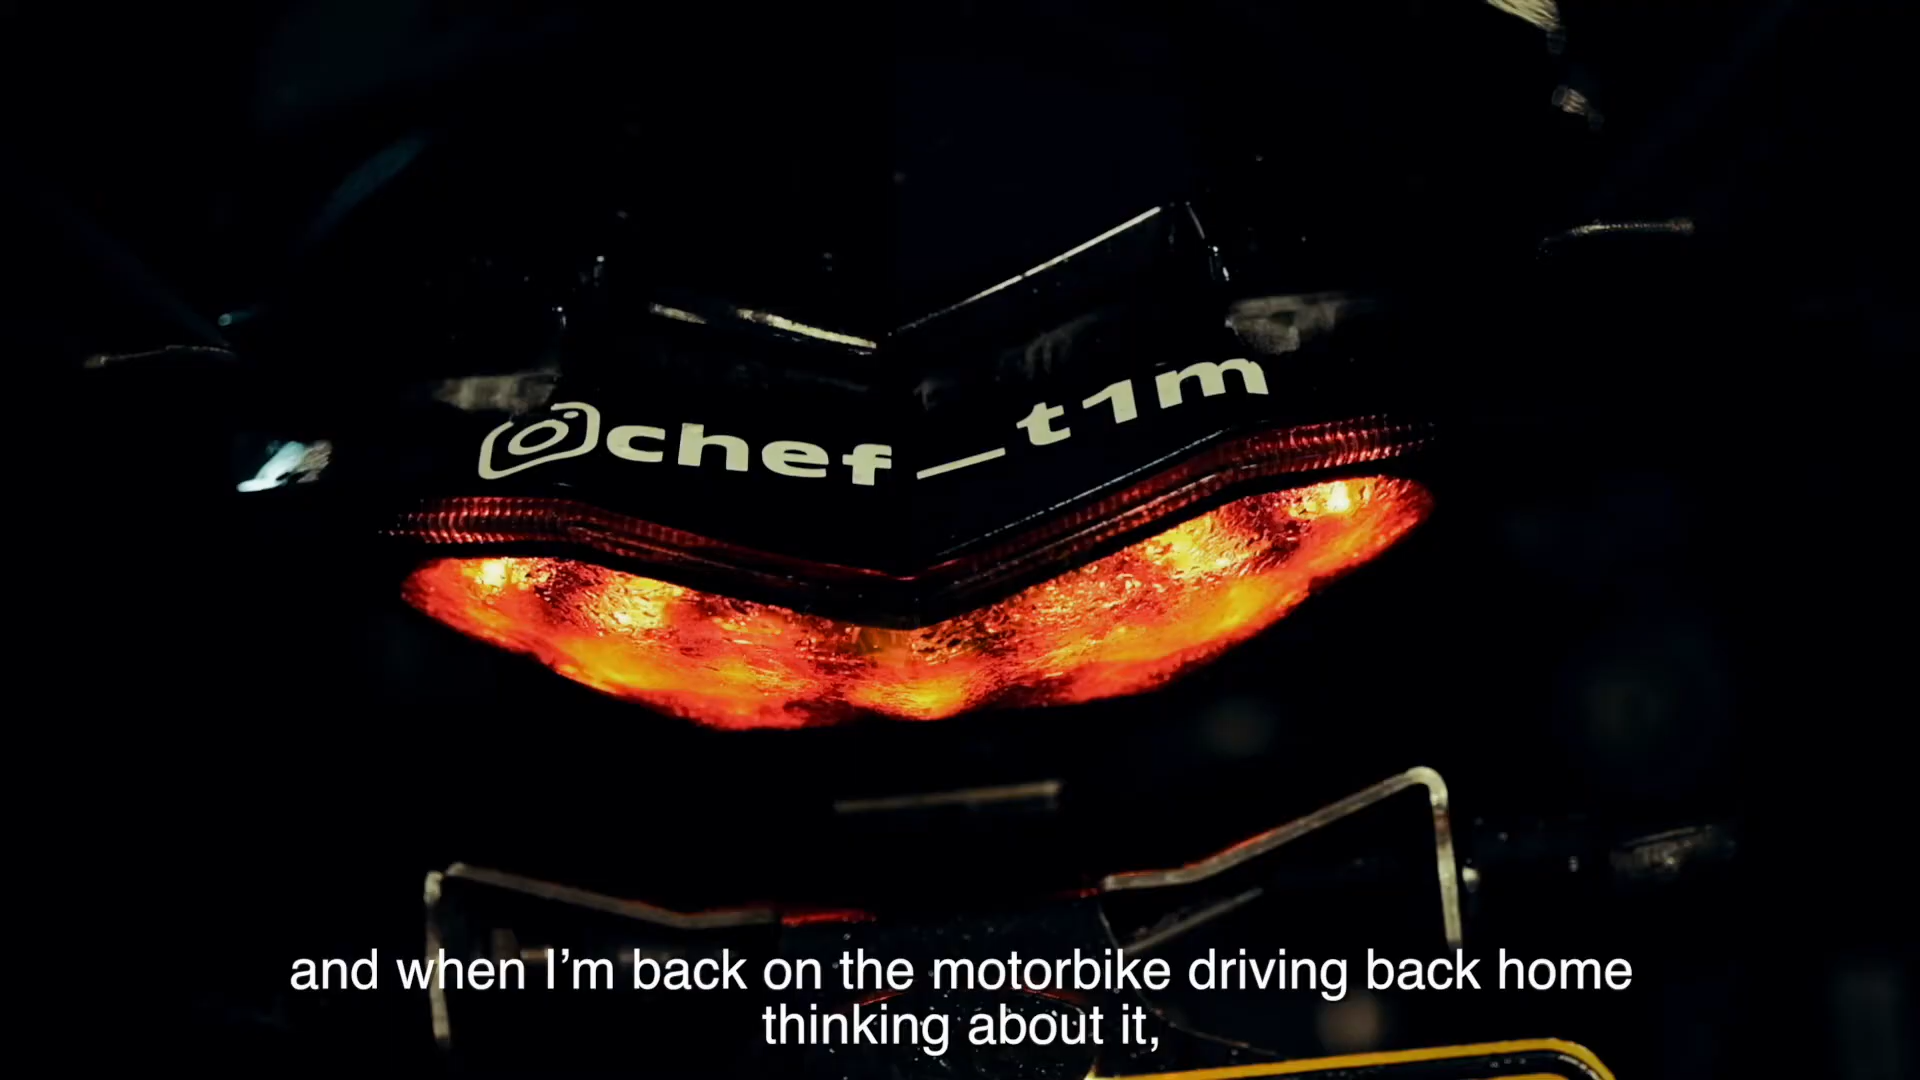 chef_t1m
and when I'm back on the motorbike driving back home
thinking about it,